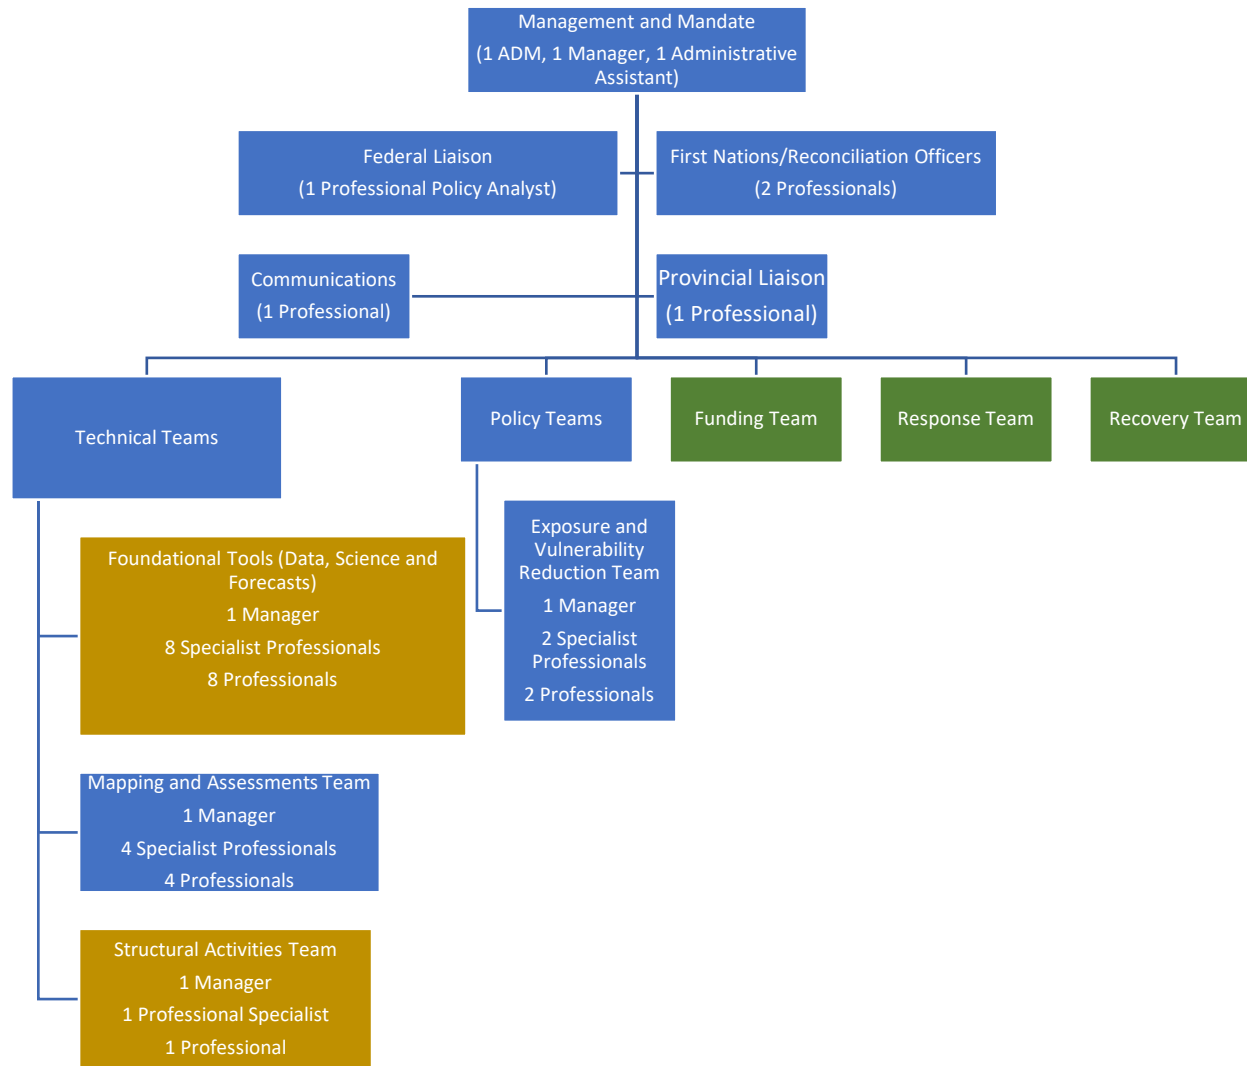 Management and Mandate
(1 ADM, 1 Manager, 1 Administrative
Assistant)
Federal Liaison
(1 Professional Policy Analyst)
First Nations/Reconciliation Officers
(2 Professionals)
Communications
(1 Professional)
Provincial Liaison
(1 Professional)
Technical Teams
Policy Teams
Funding Team
Response Team
Recovery Team
Foundational Tools (Data, Science and
Forecasts)
1 Manager
8 Specialist Professionals
8 Professionals
Exposure and
Vulnerability
Reduction Team
1 Manager
2 Specialist
Professionals
2 Professionals
Mapping and Assessments Team
1 Manager
4 Specialist Professionals
4 Professionals
Structural Activities Team
1 Manager
1 Professional Specialist
1 Professional